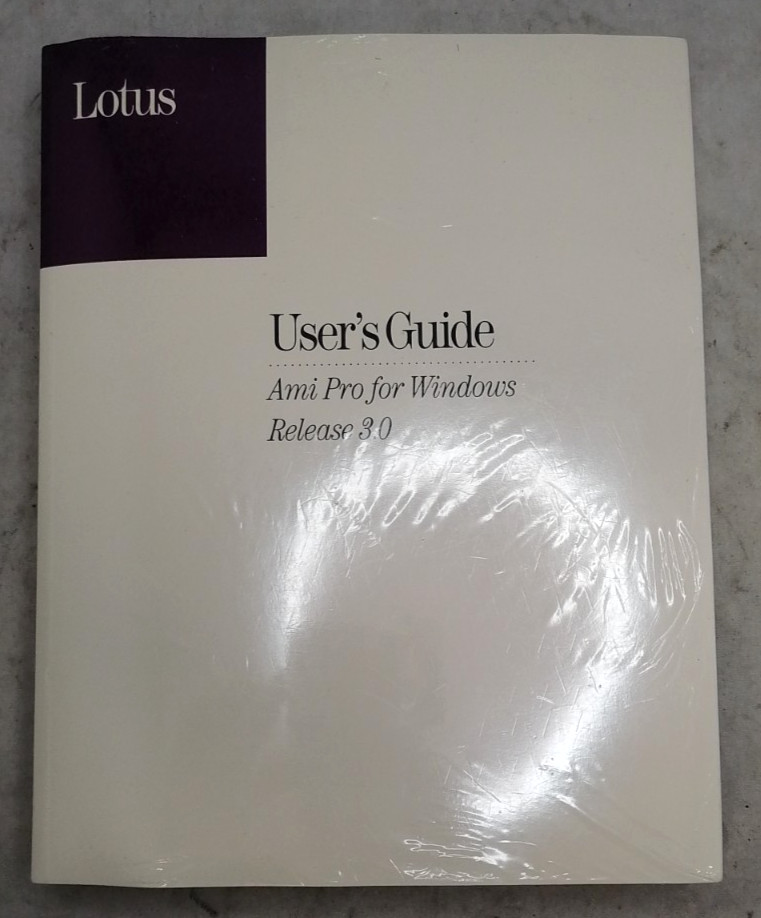 Lotus
User's Guide
Ami Pro for Windows
Release 3.0